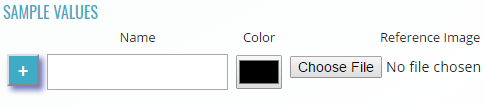 SAMPLE VALUES
Name Color Reference Image
+ Choose File No file chosen